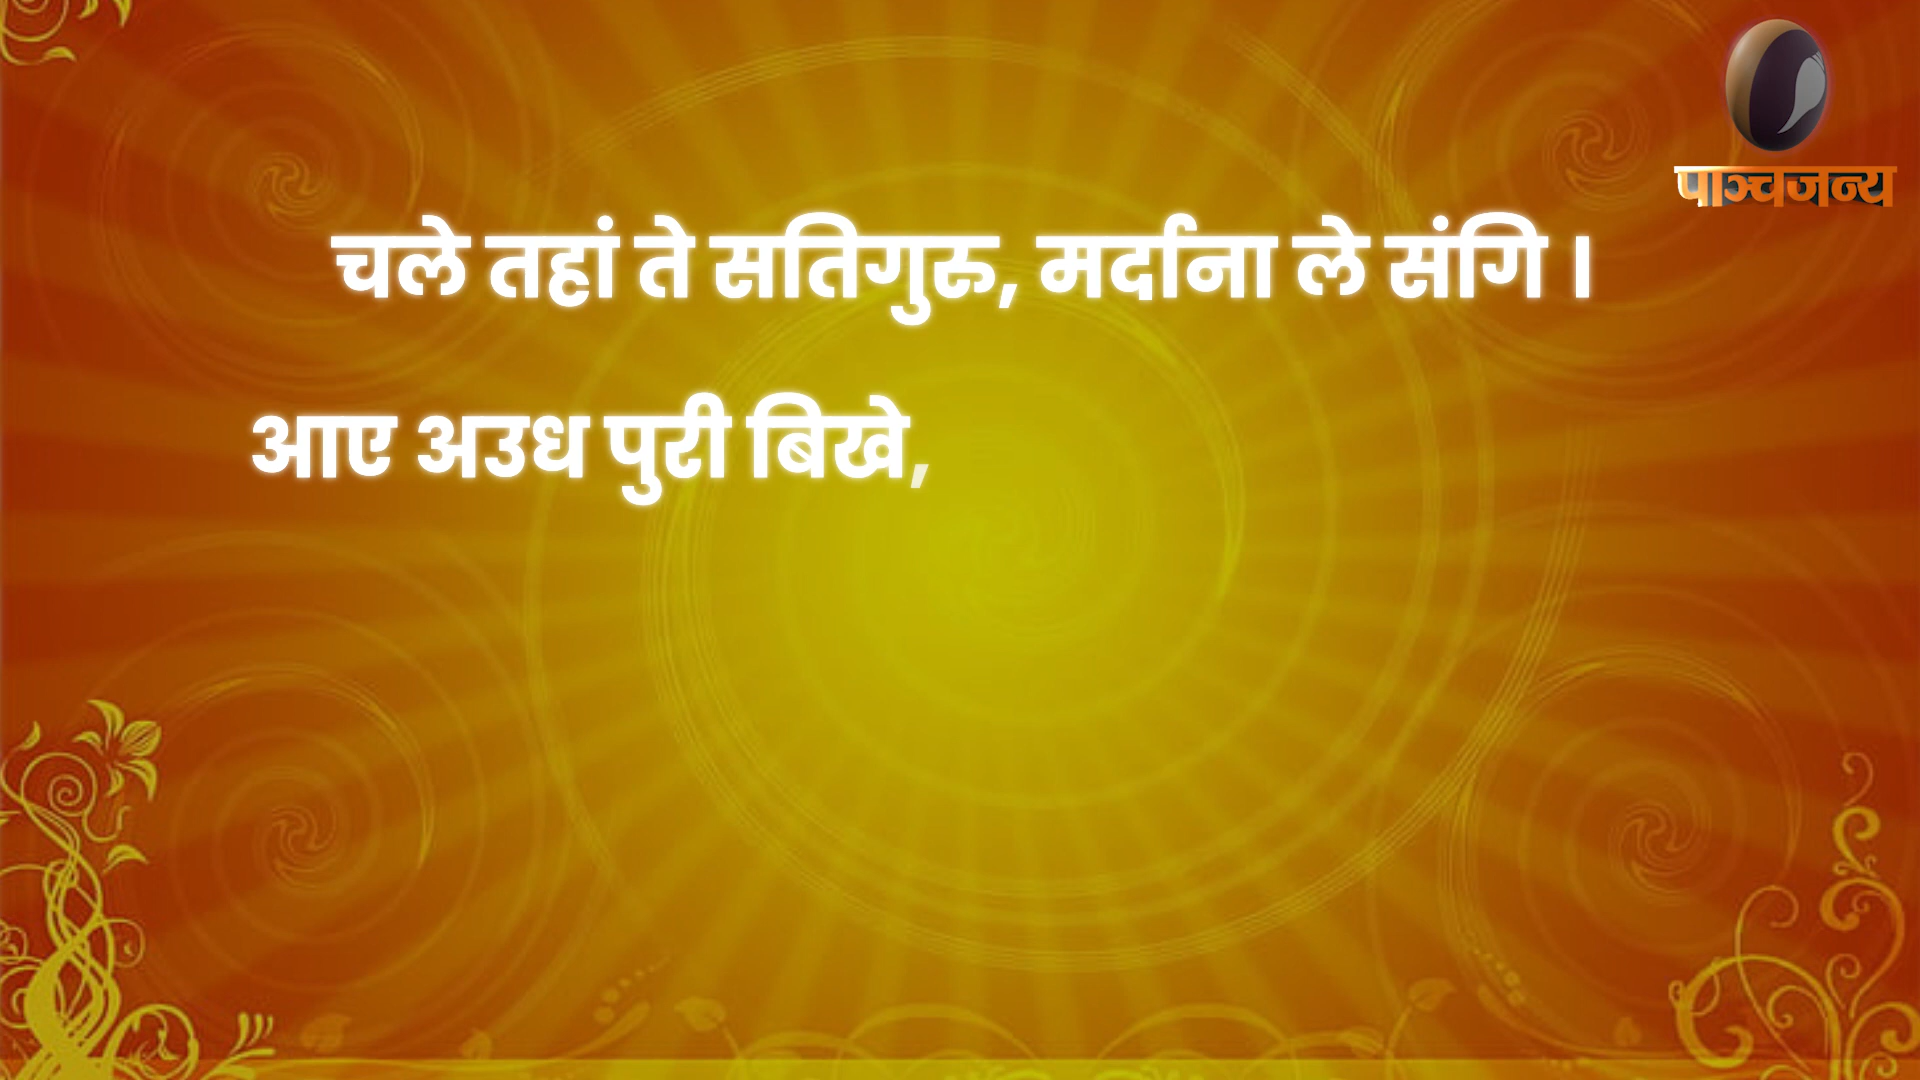 पाञ्चजन्य
चले तहां ते सतिगुरु, मर्दाना ले संगि ।
आए अउध पुरी बिखे,